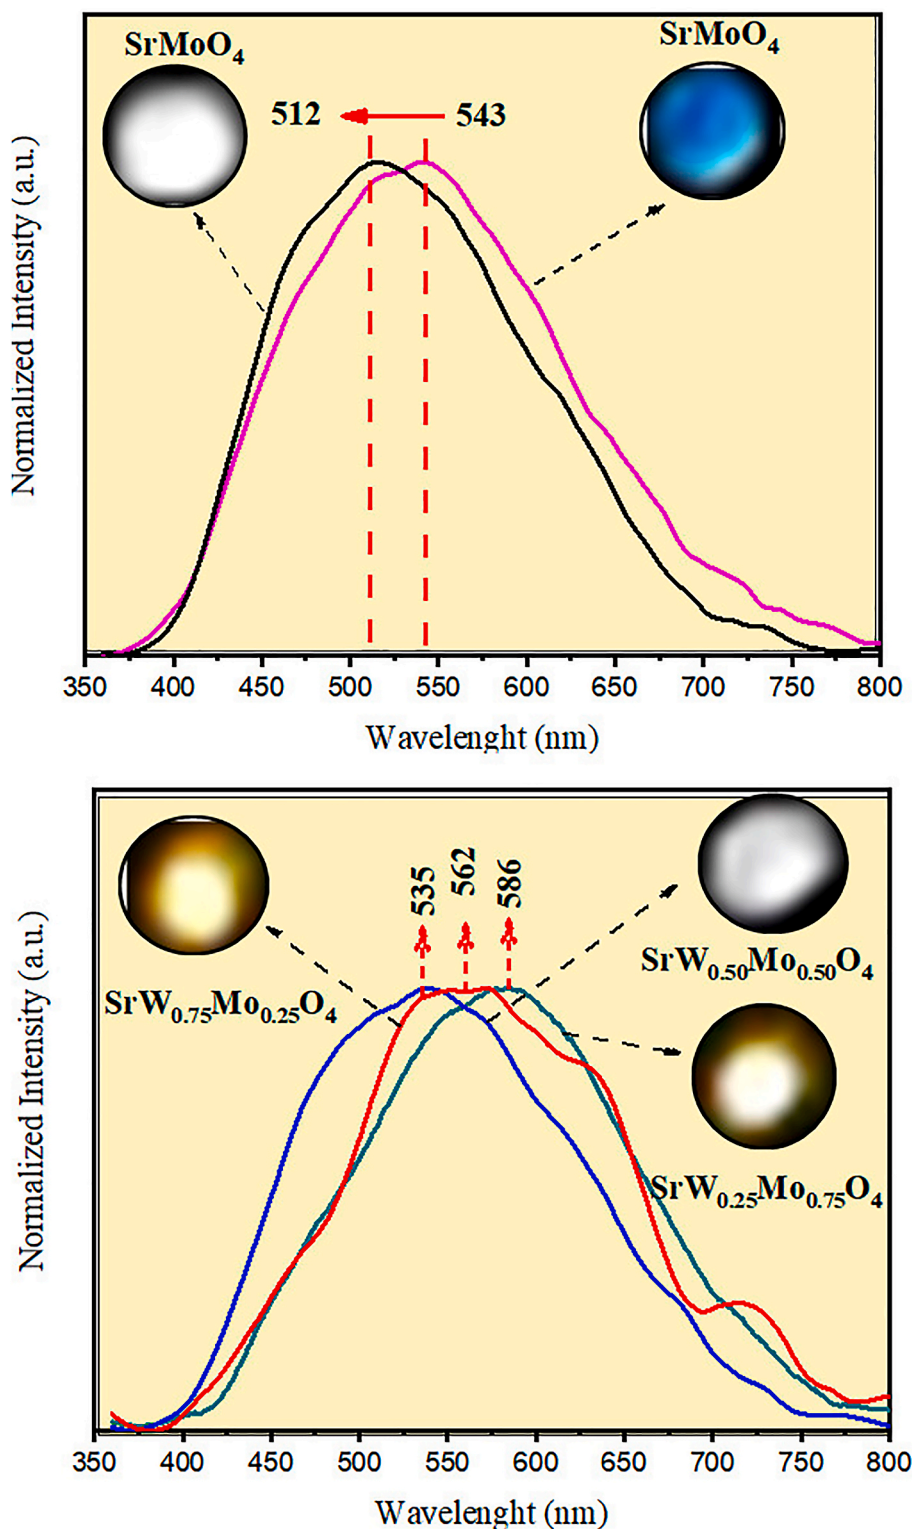 SrMoO4
SrMoO4
512
543
Normalized Intensity (a.u.)
350 400 450 500 550 600 650 700 750 800
Wavelenght (nm)
535
562
586
SrW0.50Mo0.50O4
SrW0.75Mo0.25O4
SrW0.25Mo0.75O4
Normalized Intensity (a.u.)
350 400 450 500 550 600 650 700 750 800
Wavelenght (nm)